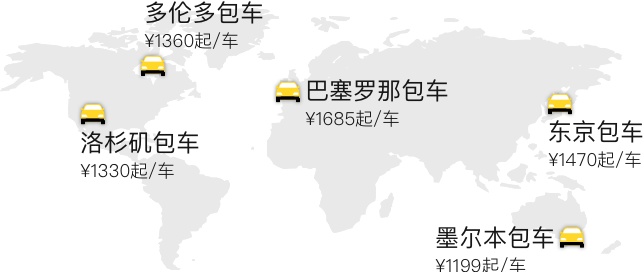 多伦多包车
¥1360起/车
巴塞罗那包车
¥1685起/车
洛杉矶包车
¥1330起/车
东京包车
¥1470起/车
墨尔本包车
¥1199起/车